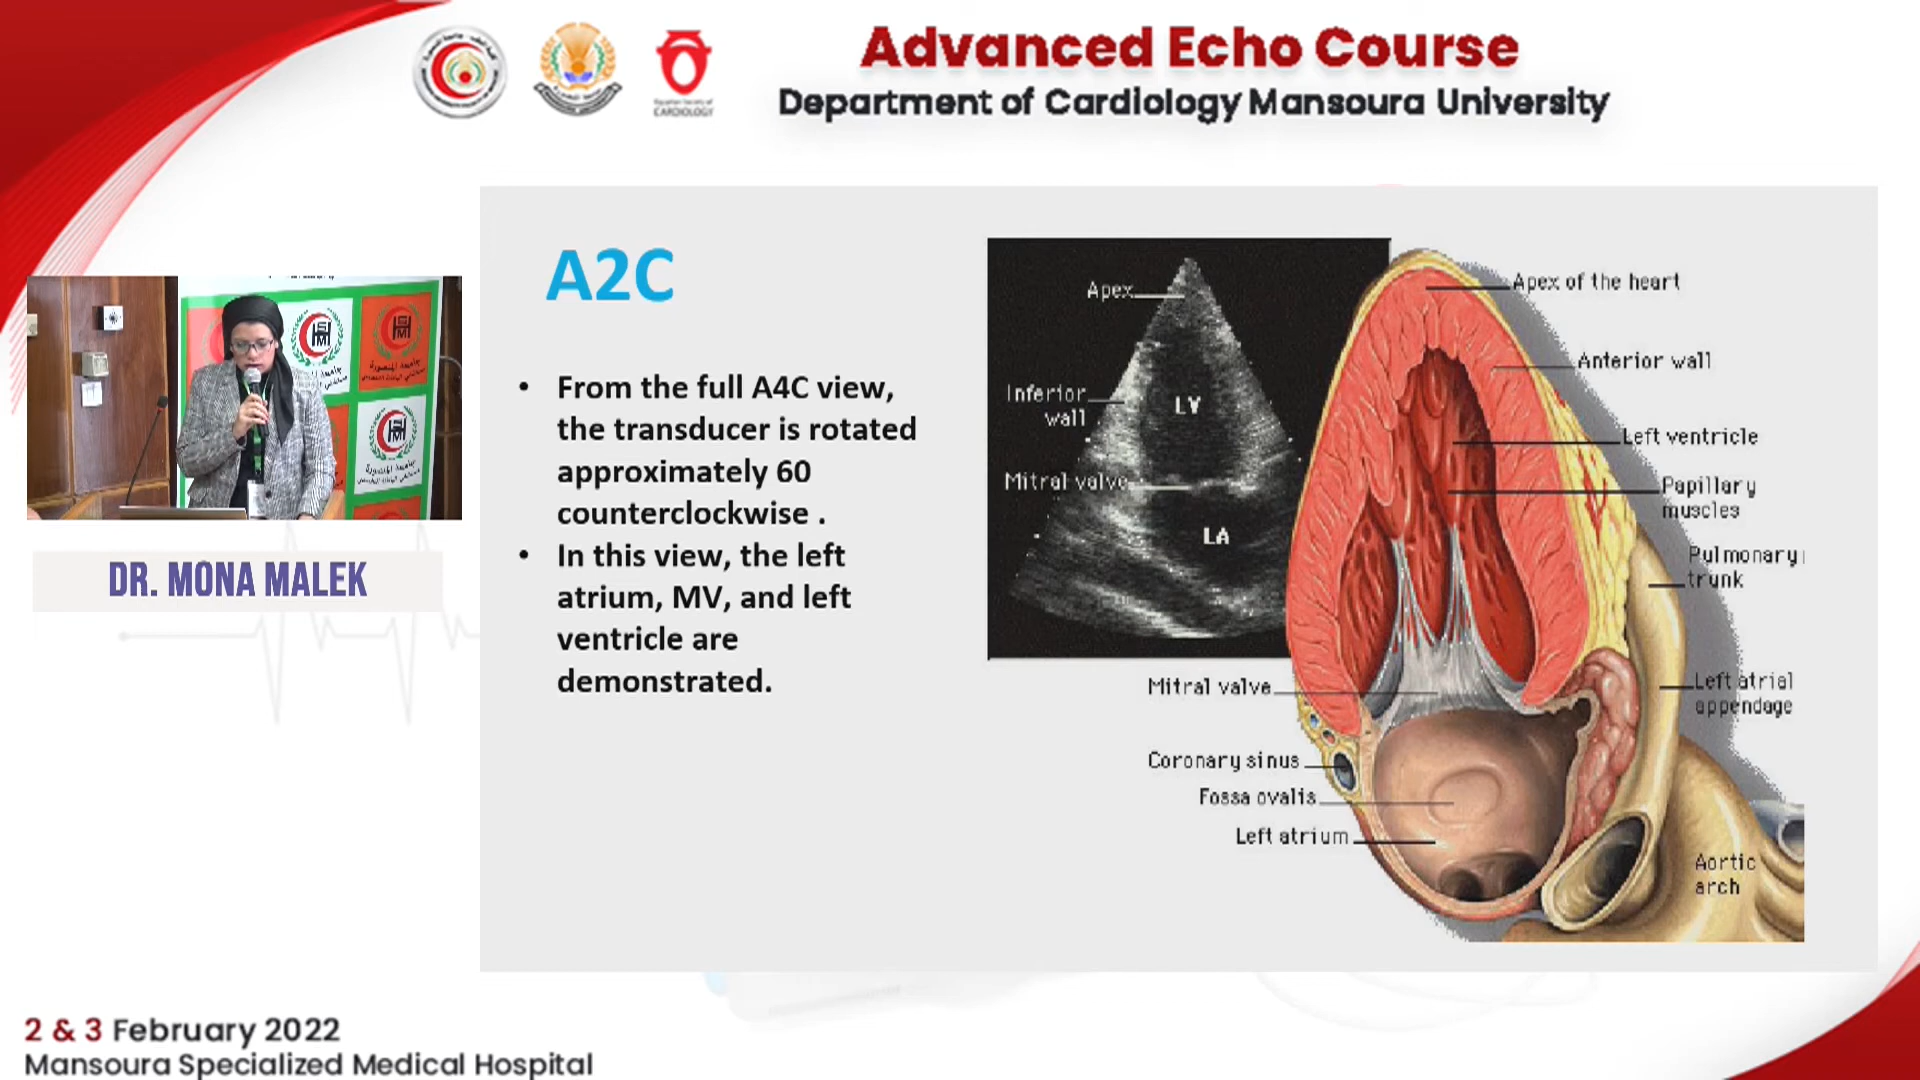 Advanced Echo Course
Department of Cardiology Mansoura University
CARDIOLOGY
A2C
• From the full A4C view,
the transducer is rotated
approximately 60
counterclockwise .
• In this view, the left
atrium, MV, and left
ventricle are
demonstrated.
Apex
Inferior
wall
LV
Mitral valve
LA
Apex of the heart
Anterior wall
Left ventricle
Papillary
muscles
Pulmonary
trunk
Left atrial
appendage
Mitral valve
Coronary sinus
Fossa ovalis
Left atrium
Aortic
arch
DR. MONA MALEK
2 & 3 February 2022
Mansoura Specialized Medical Hospital